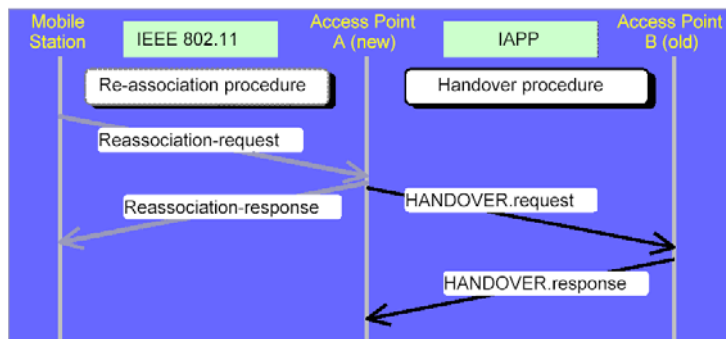 Mobile
Station
IEEE 802.11
Access Point
A (new)
IAPP
Access Point
B (old)
Re-association procedure
Handover procedure
Reassociation-request
Reassociation-response
HANDOVER.request
HANDOVER.response